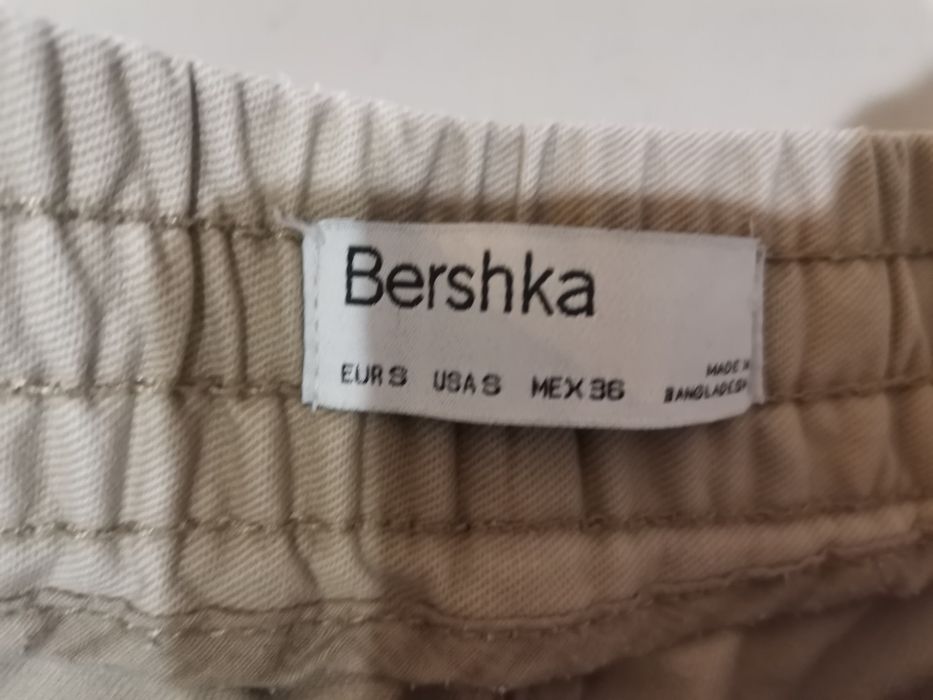 Bershka
EUR S USA S MEX 36
MADE IN
BANGLADESH